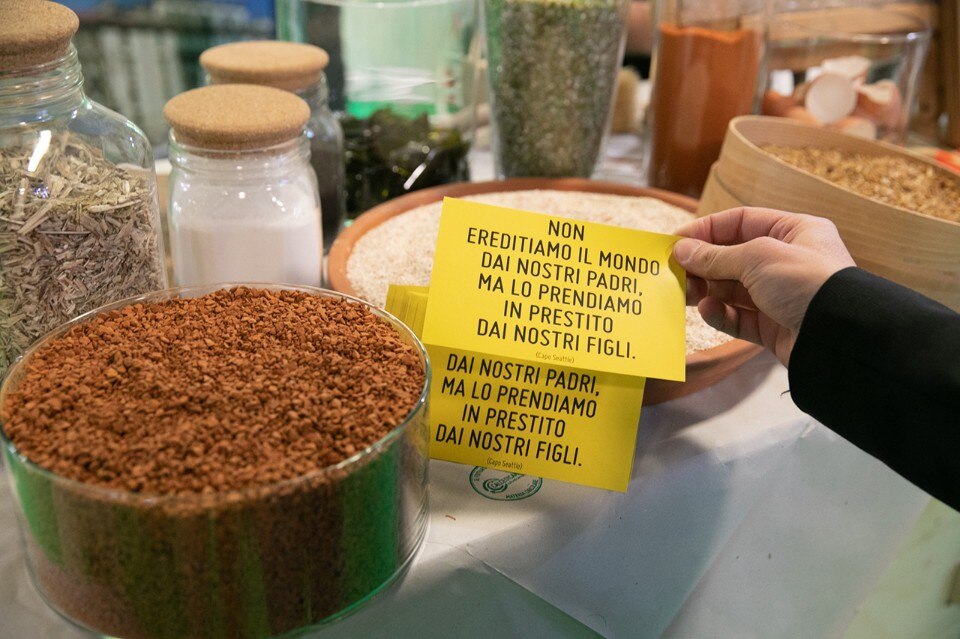 NON
EREDITIAMO IL MONDO
DAI NOSTRI PADRI,
MA LO PRENDIAMO
IN PRESTITO
DAI NOSTRI FIGLI.
(Capo Seattle)
DAI NOSTRI PADRI,
MA LO PRENDIAMO
IN PRESTITO
DAI NOSTRI FIGLI.
(Capo Seattle)